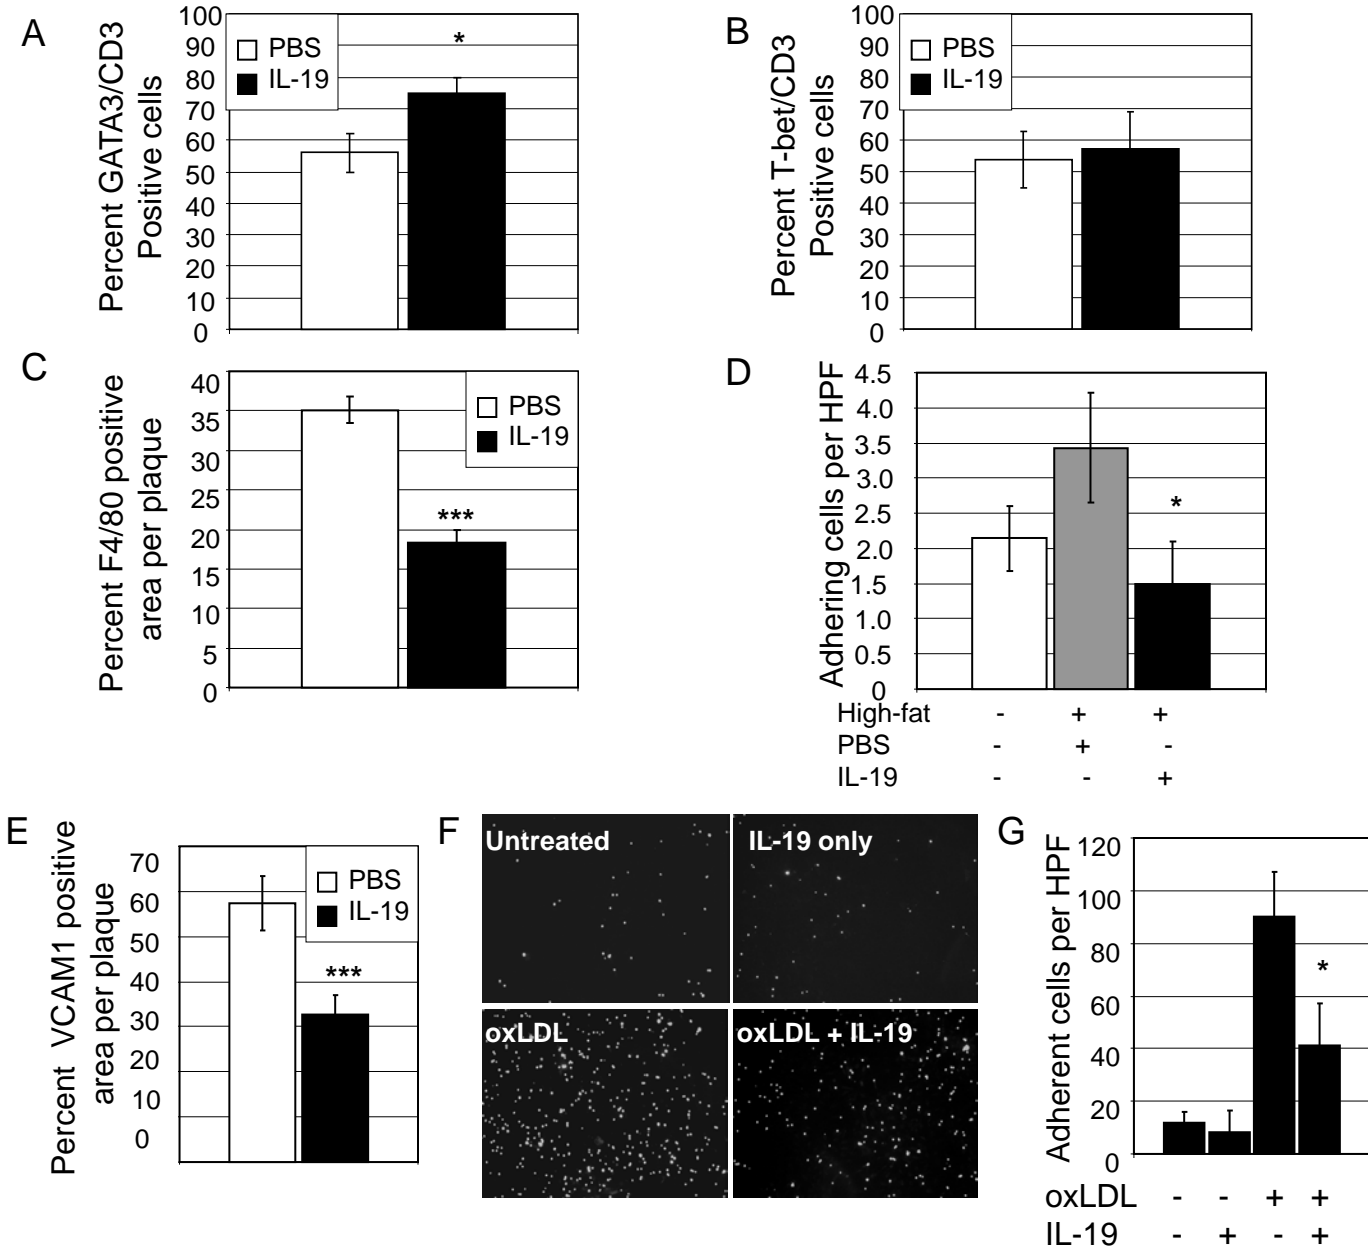 A
Percent GATA3/CD3
Positive cells
100
90
80
70
60
50
40
30
20
10
0
PBS
IL-19
*
B
Percent T-bet/CD3
Positive cells
100
90
80
70
60
50
40
30
20
10
0
PBS
IL-19
C
Percent F4/80 positive
area per plaque
40
35
30
25
20
15
10
5
0
PBS
IL-19
***
D
Adhering cells per HPF
4.5
4.0
3.5
3.0
2.5
2.0
1.5
1.0
0.5
0
*
High-fat - + +
PBS - + -
IL-19 - - +
E
Percent VCAM1 positive
area per plaque
70
60
50
40
30
20
10
0
PBS
IL-19
***
F
Untreated
IL-19 only
oxLDL
oxLDL + IL-19
G
Adherent cells per HPF
120
100
80
60
40
20
0
*
oxLDL - - + +
IL-19 - + - +